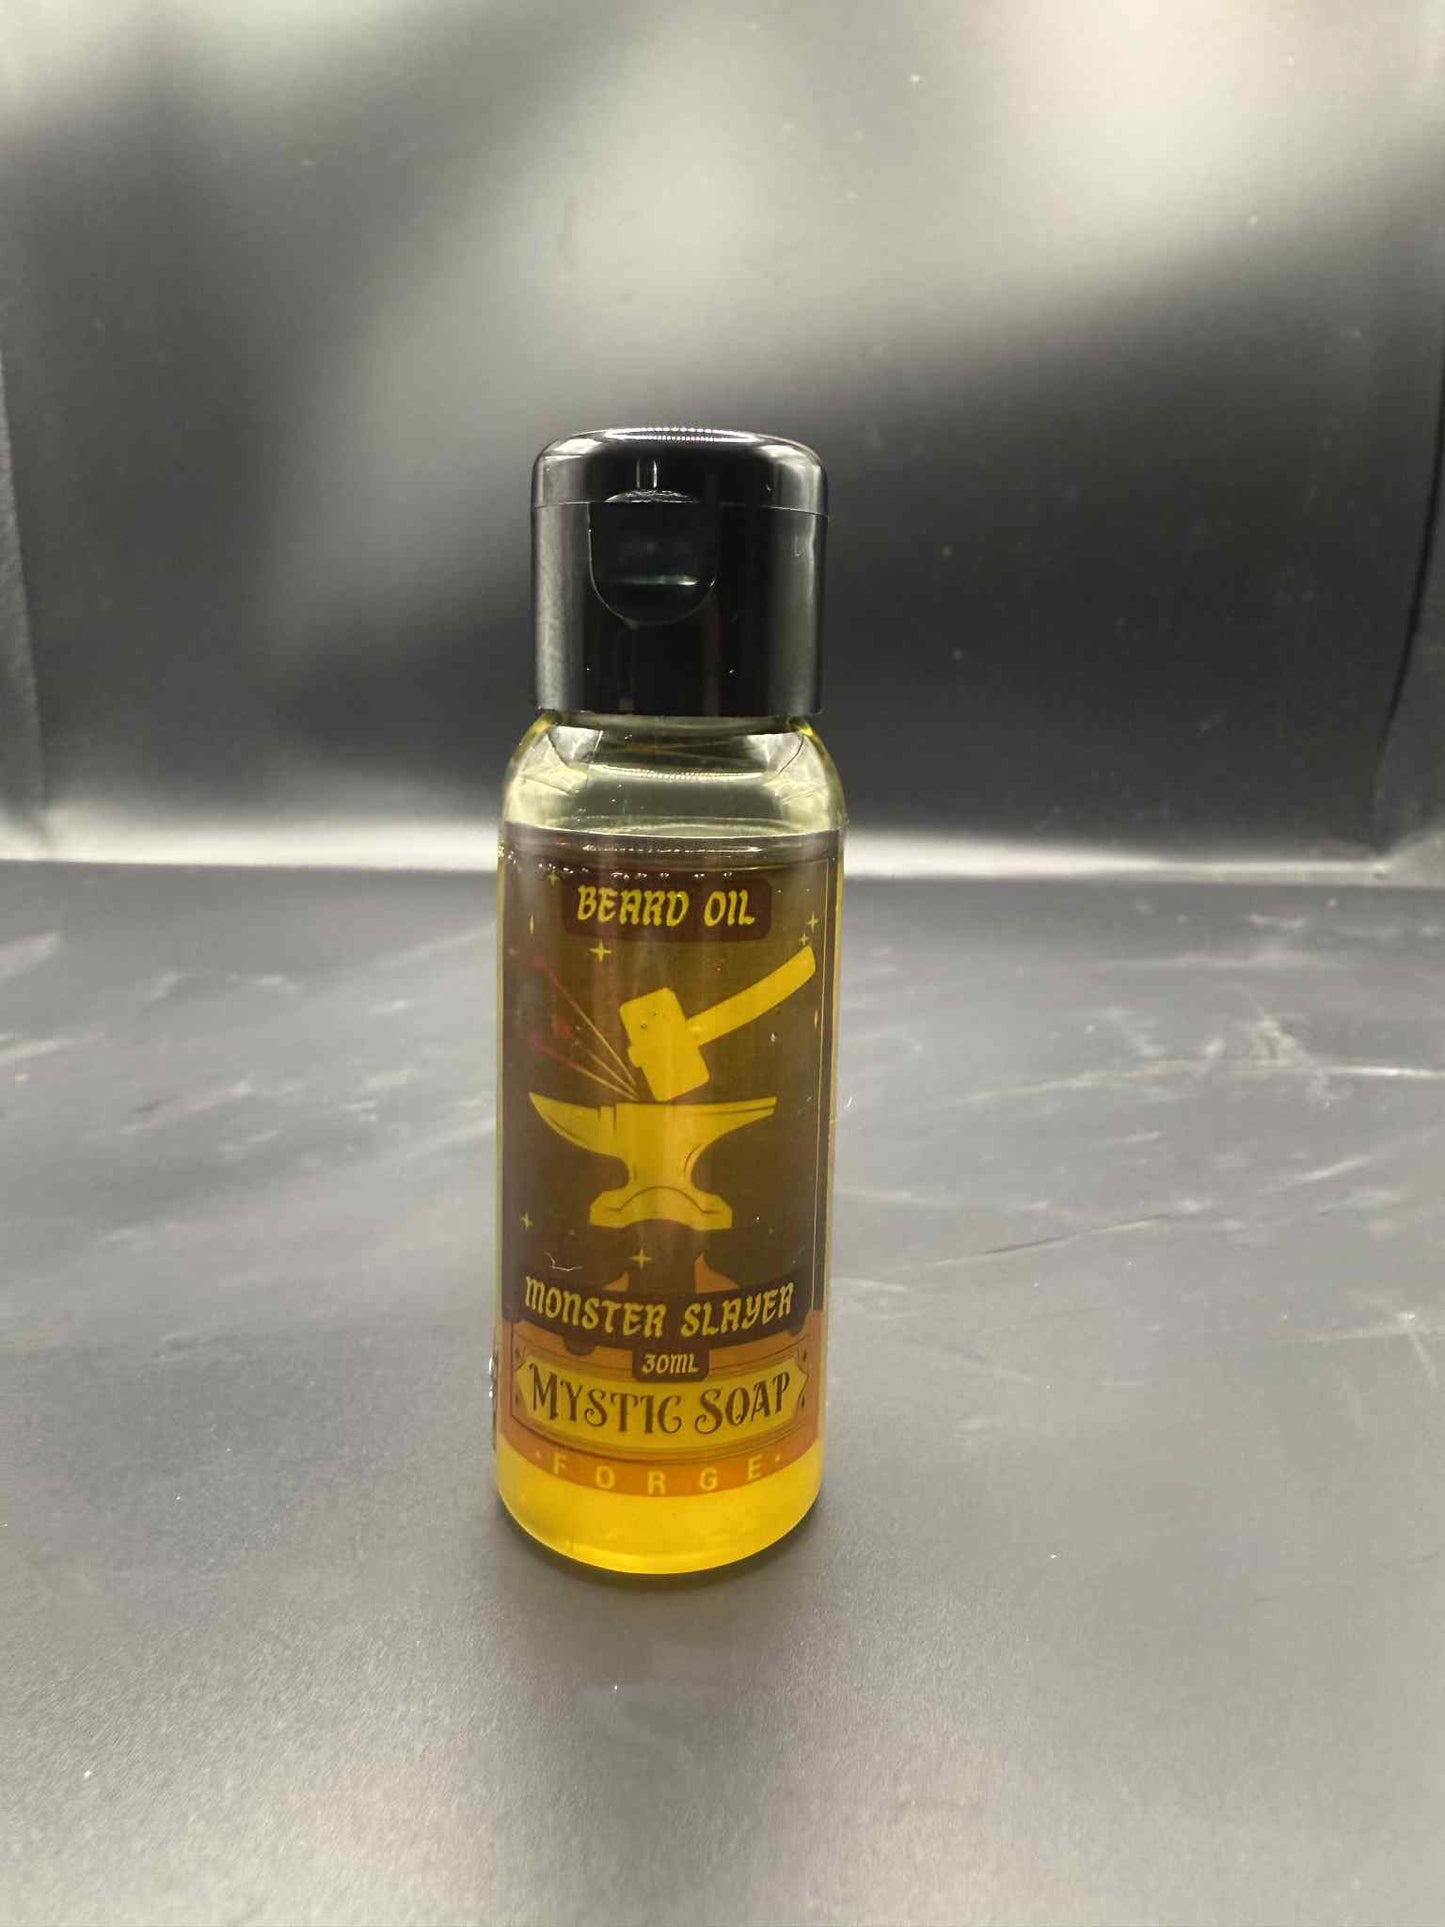 BEARD OIL
MONSTER SLAYER
30ML
MYSTIC SOAP
·FORGE·